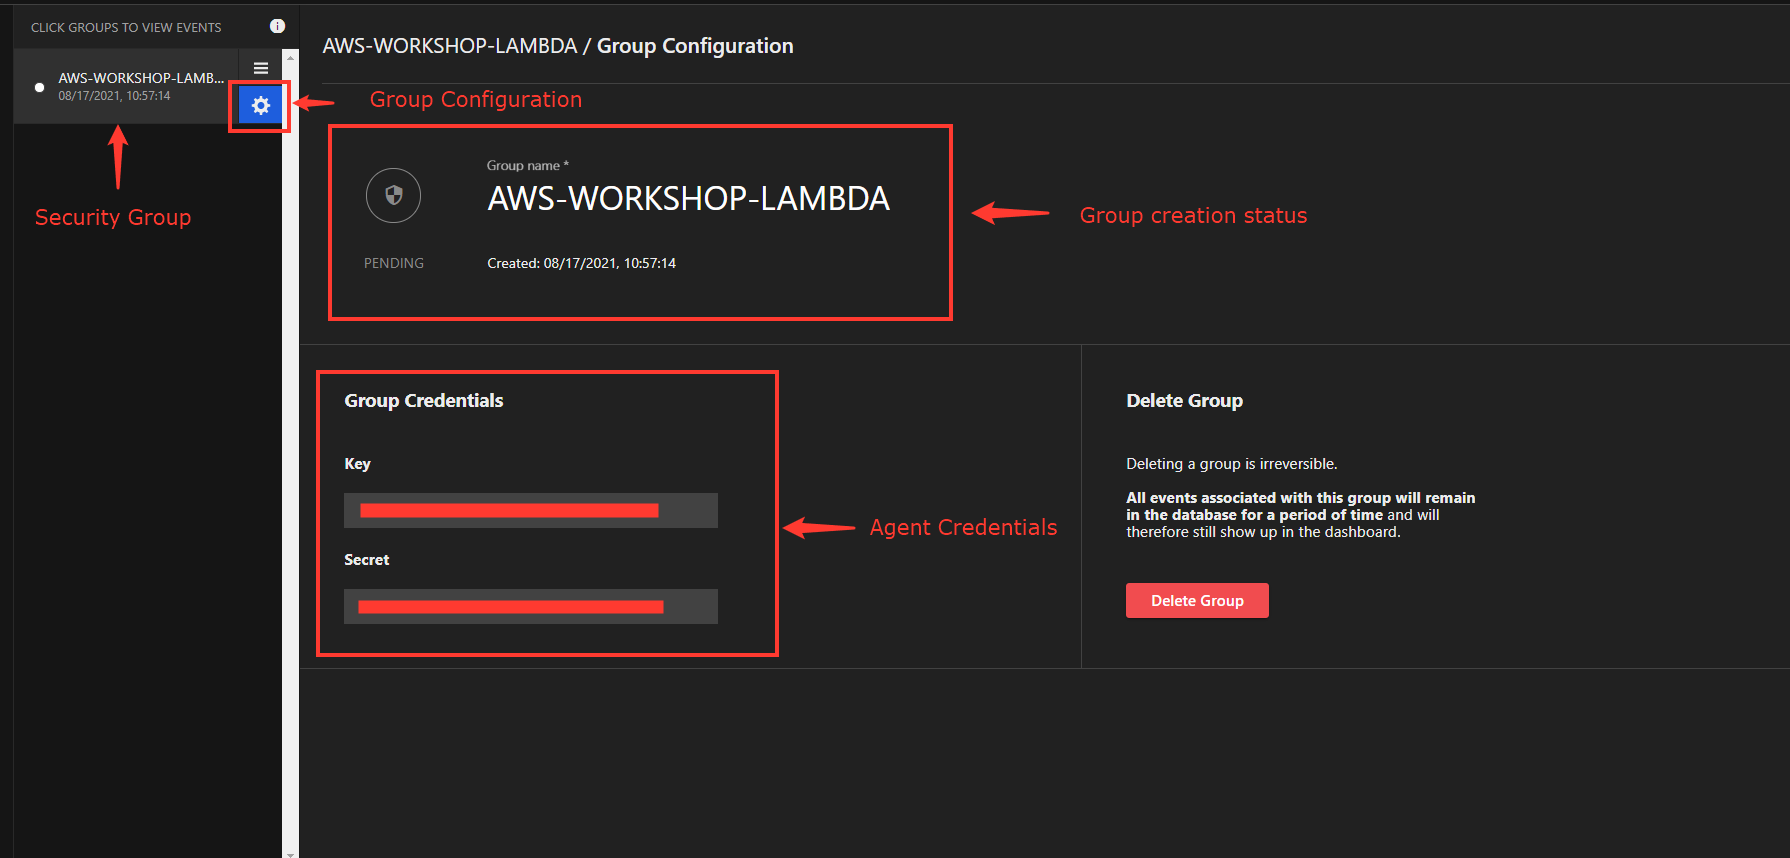 CLICK GROUPS TO VIEW EVENTS
AWS-WORKSHOP-LAMB...
08/17/2021, 10:57:14
Security Group
AWS-WORKSHOP-LAMBDA / Group Configuration
Group Configuration
Group name *
AWS-WORKSHOP-LAMBDA
PENDING
Created: 08/17/2021, 10:57:14
Group creation status
Group Credentials
Key
Secret
Agent Credentials
Delete Group
Deleting a group is irreversible.
All events associated with this group will remain
in the database for a period of time and will
therefore still show up in the dashboard.
Delete Group